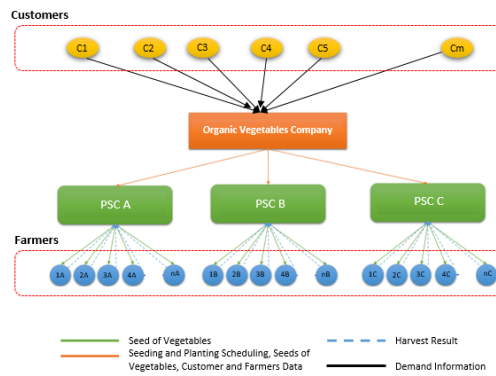 Customers
C1 C2 C3 C4 C5 Cm
Organic Vegetables Company
PSC A PSC B PSC C
Farmers
1A 2A 3A 4A nA 1B 2B 3B 4B nB 1C 2C 3C 4C nC
Seed of Vegetables
Harvest Result
Seeding and Planting Scheduling, Seeds of
Vegetables, Customer and Farmers Data
Demand Information